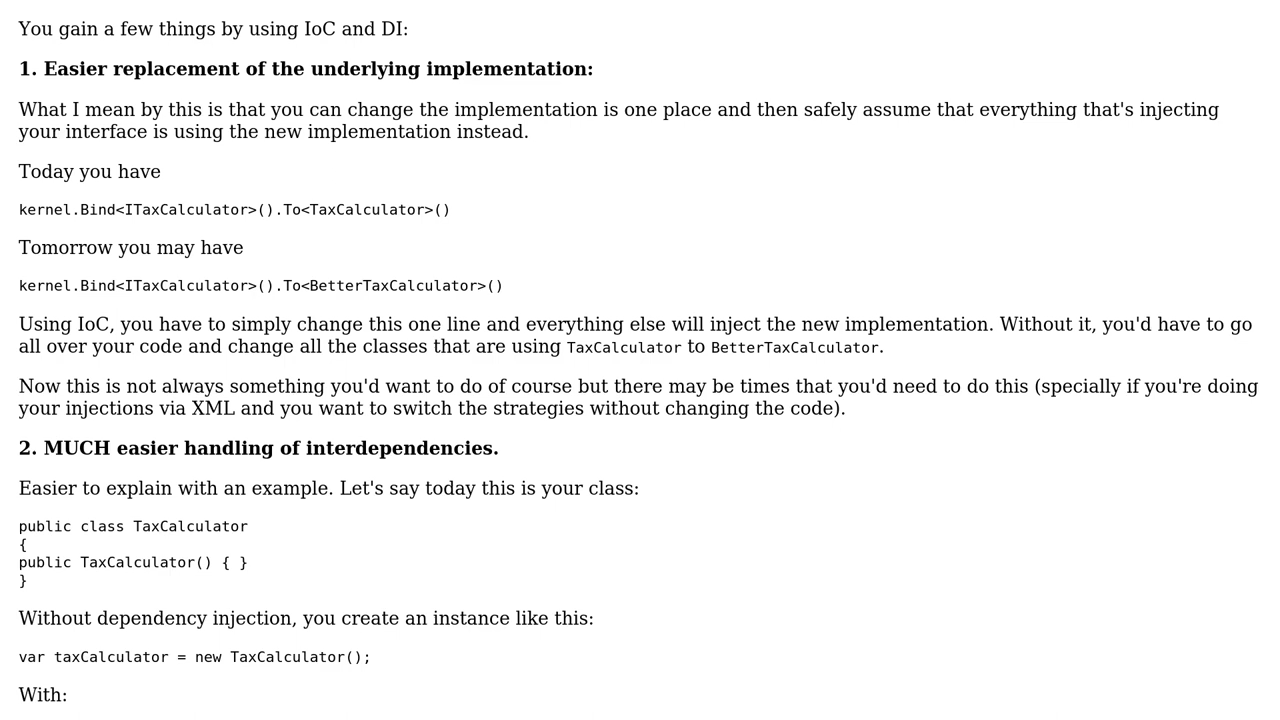 You gain a few things by using IoC and DI:
1. Easier replacement of the underlying implementation:
What I mean by this is that you can change the implementation is one place and then safely assume that everything that's injecting
your interface is using the new implementation instead.
Today you have
kernel.Bind<ITaxCalculator>().To<TaxCalculator>()
Tomorrow you may have
kernel.Bind<ITaxCalculator>().To<BetterTaxCalculator>()
Using IoC, you have to simply change this one line and everything else will inject the new implementation. Without it, you'd have to go
all over your code and change all the classes that are using TaxCalculator to BetterTaxCalculator.
Now this is not always something you'd want to do of course but there may be times that you'd need to do this (specially if you're doing
your injections via XML and you want to switch the strategies without changing the code).
2. MUCH easier handling of interdependencies.
Easier to explain with an example. Let's say today this is your class:
public class TaxCalculator
{
public TaxCalculator() { }
}
Without dependency injection, you create an instance like this:
var taxCalculator = new TaxCalculator();
With: